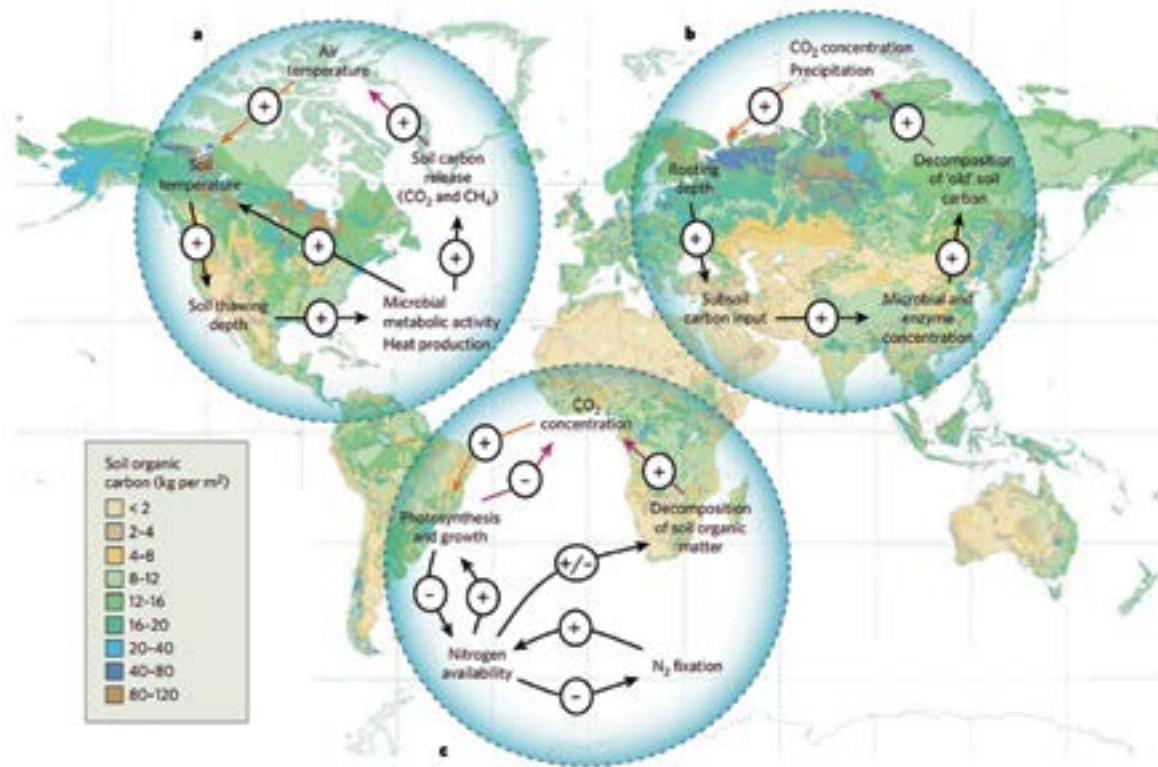 a
Air
temperature
+
+
Soil
temperature
Soil carbon
release
(CO₂ and CH₄)
+
+
+
Soil thawing
depth
+
Microbial
metabolic activity
Heat production
b
CO₂ concentration
Precipitation
+
+
Rooting
depth
Decomposition
of 'old' soil
carbon
+
+
Subsoil
carbon input
+
Microbial and
enzyme
concentration
CO₂
concentration
+
-
+
Photosynthesis
and growth
Decomposition
of soil organic
matter
+/-
-
+
+
Nitrogen
availability
N₂ fixation
-
c
Soil organic
carbon (kg per m²)
< 2
2–4
4–8
8–12
12–16
16–20
20–40
40–80
80–120